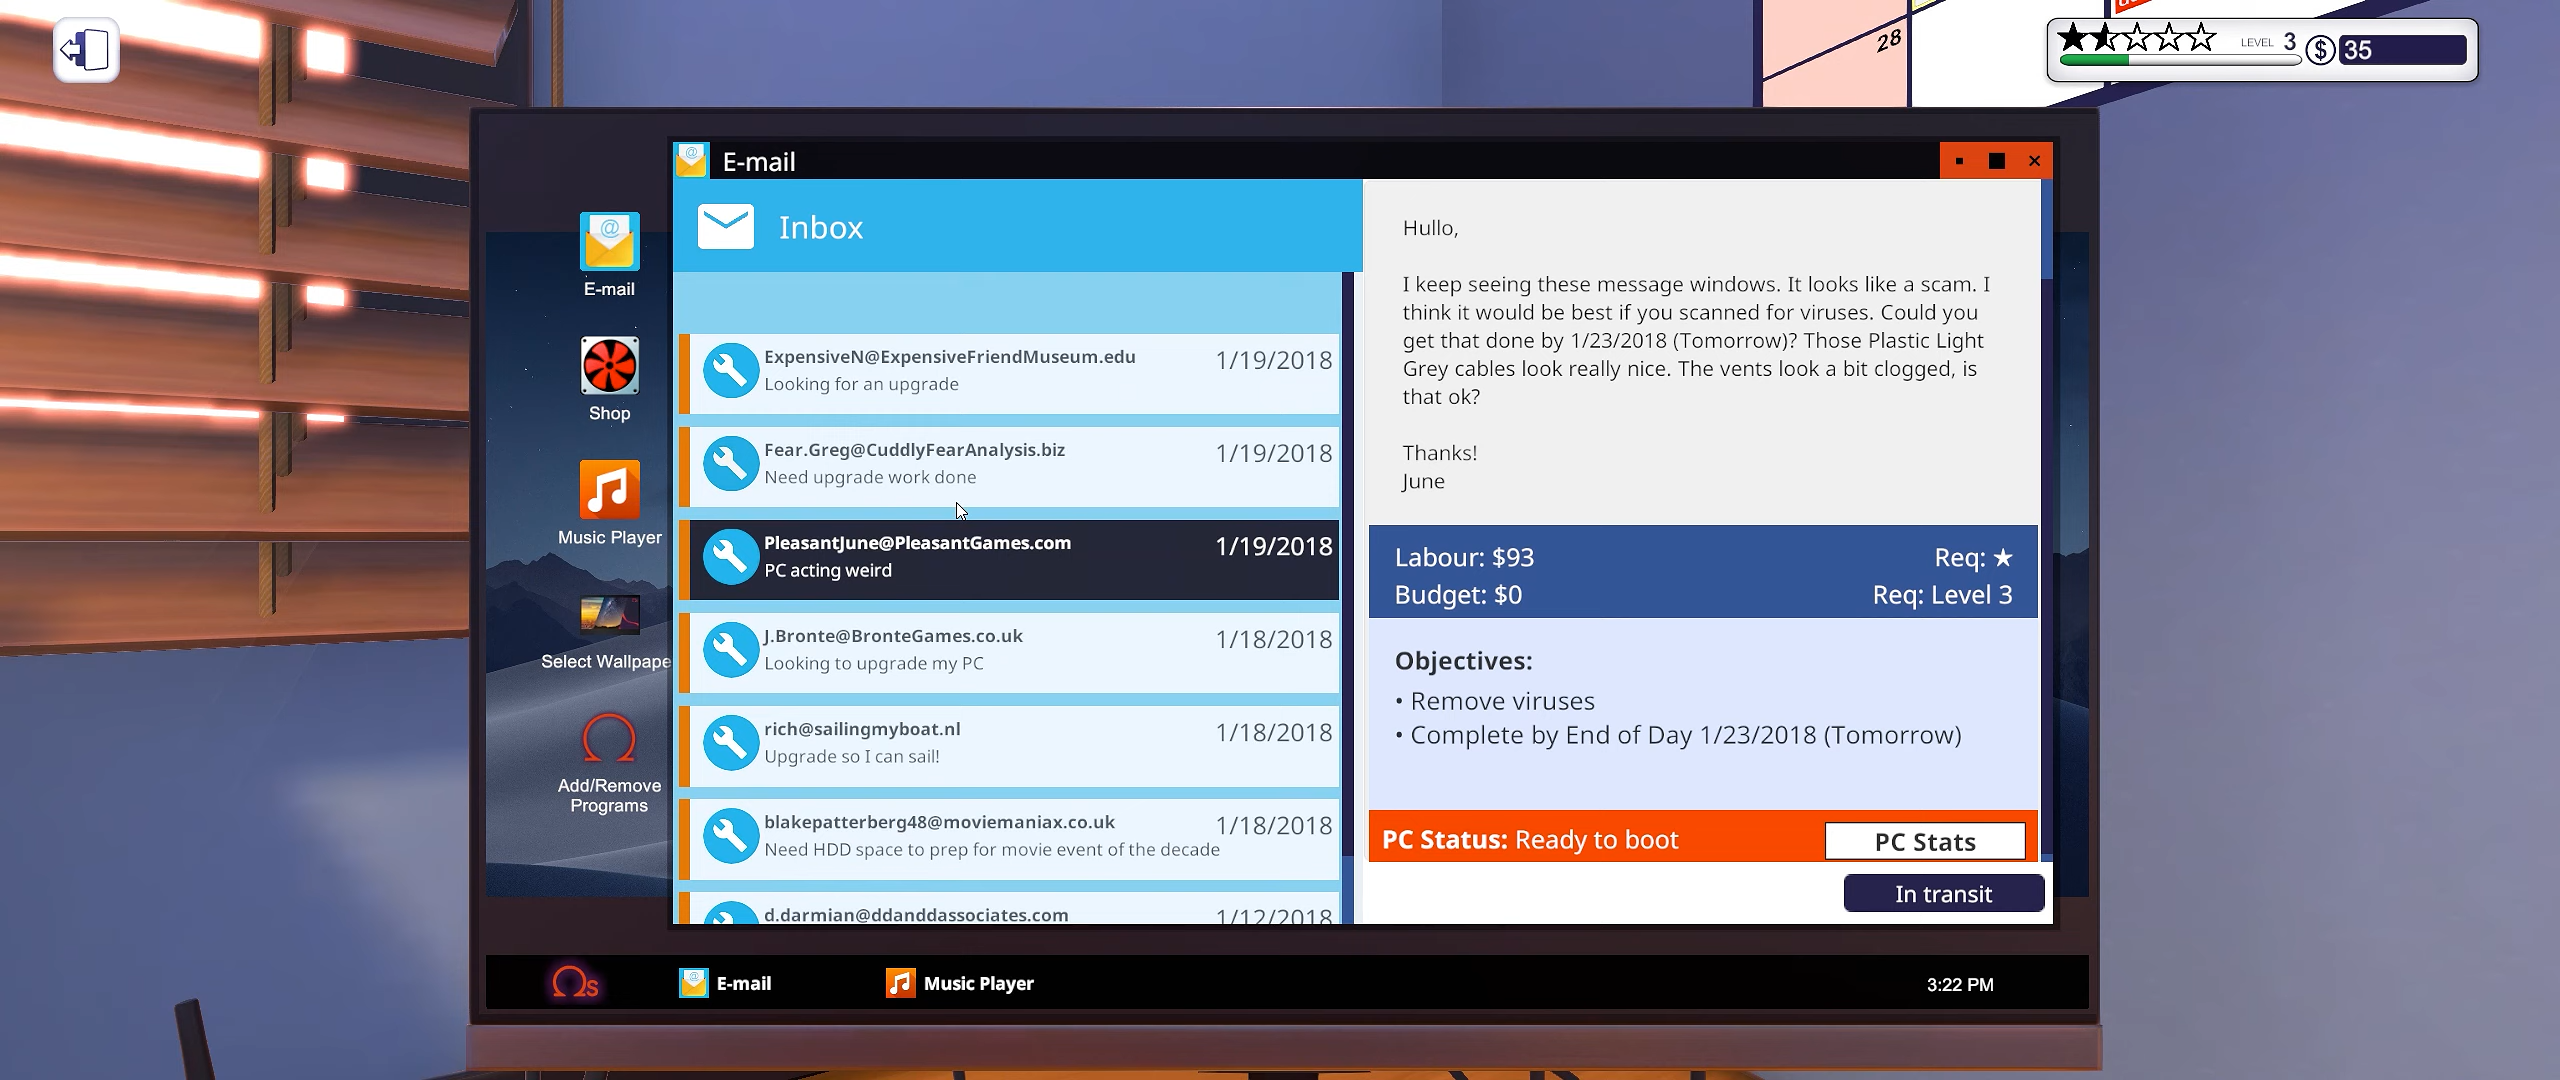 28
LEVEL 3
$ 35
E-mail
Inbox
E-mail
Shop
Music Player
Select Wallpape
Add/Remove
Programs
ExpensiveN@ExpensiveFriendMuseum.edu 1/19/2018
Looking for an upgrade
Fear.Greg@CuddlyFearAnalysis.biz 1/19/2018
Need upgrade work done
PleasantJune@PleasantGames.com 1/19/2018
PC acting weird
J.Bronte@BronteGames.co.uk 1/18/2018
Looking to upgrade my PC
rich@sailingmyboat.nl 1/18/2018
Upgrade so I can sail!
blakepatterberg48@moviemaniax.co.uk 1/18/2018
Need HDD space to prep for movie event of the decade
d.darmian@ddanddassociates.com 1/12/2018
Hullo,
I keep seeing these message windows. It looks like a scam. I
think it would be best if you scanned for viruses. Could you
get that done by 1/23/2018 (Tomorrow)? Those Plastic Light
Grey cables look really nice. The vents look a bit clogged, is
that ok?
Thanks!
June
Labour: $93 Req: ★
Budget: $0 Req: Level 3
Objectives:
• Remove viruses
• Complete by End of Day 1/23/2018 (Tomorrow)
PC Status: Ready to boot PC Stats
In transit
Ωs E-mail Music Player 3:22 PM